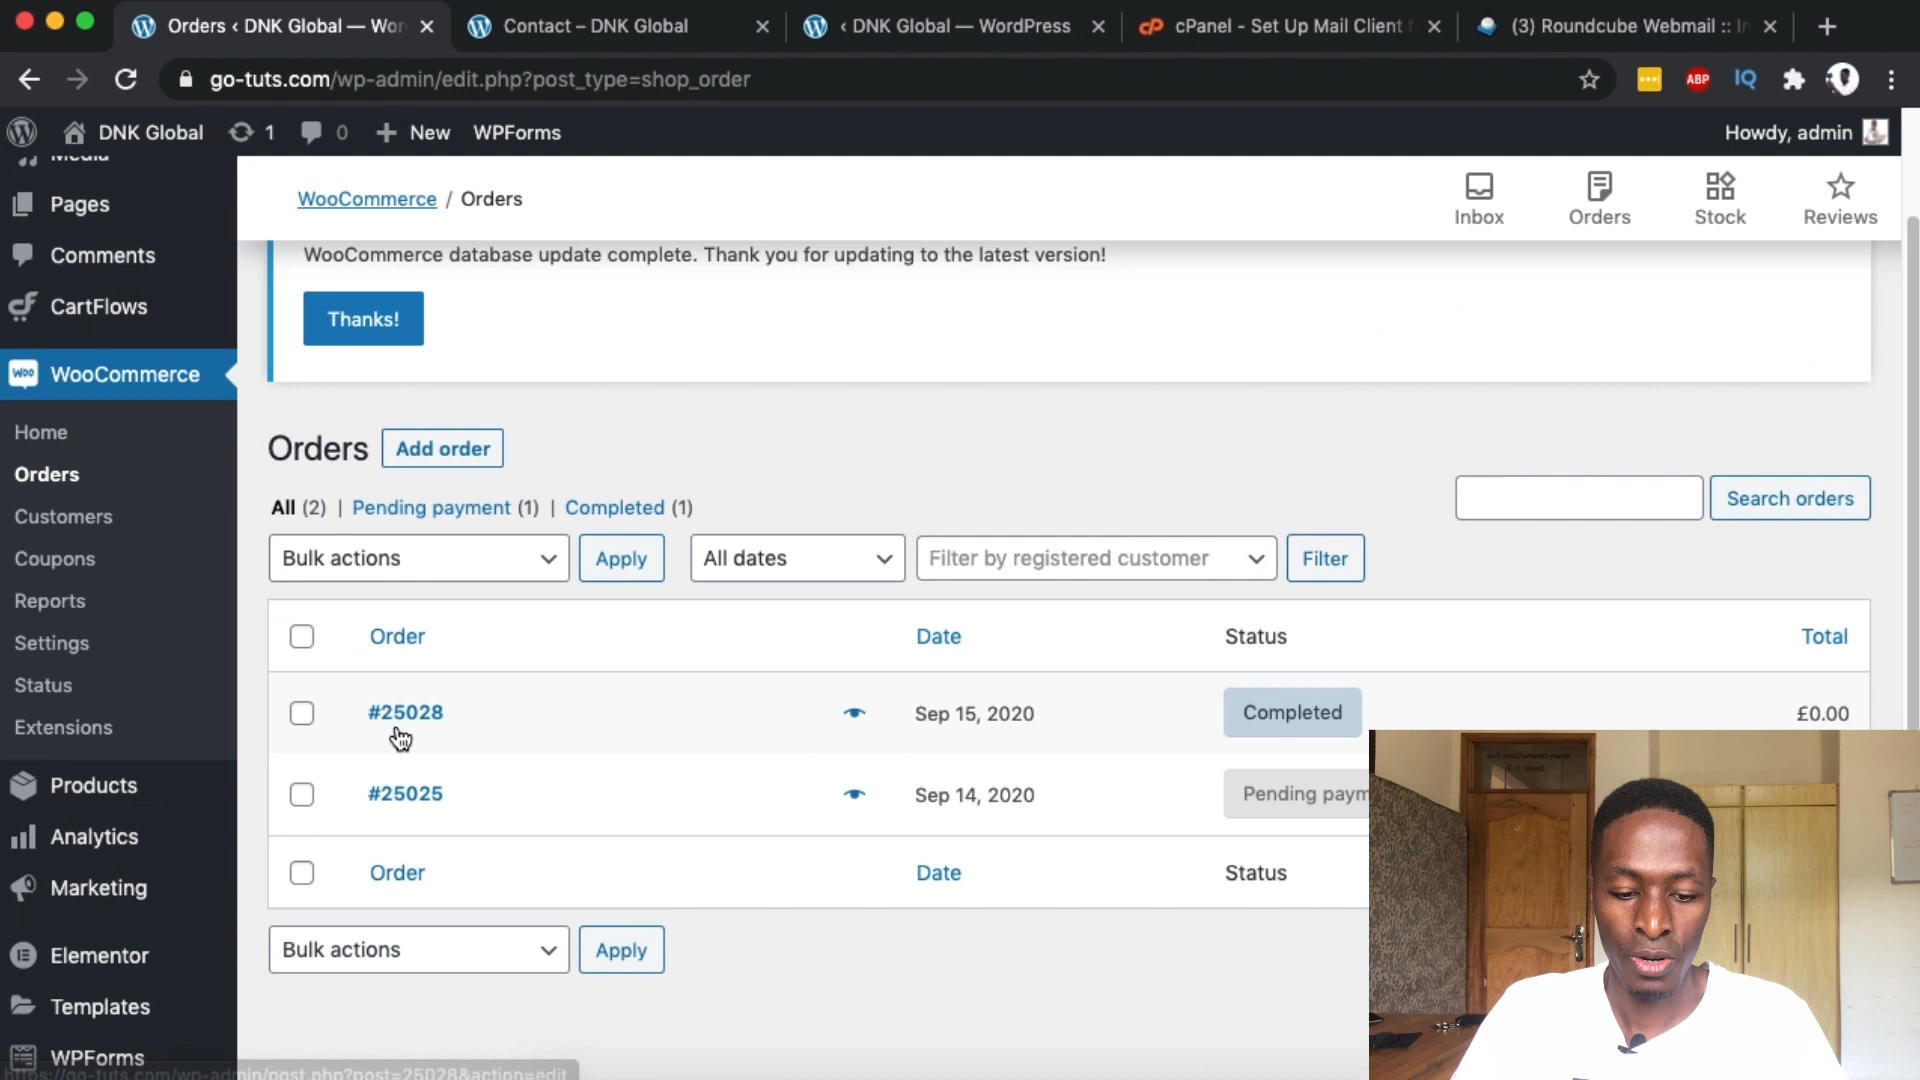 Orders ‹ DNK Global — Wor
Contact – DNK Global
‹ DNK Global — WordPress
cP cPanel - Set Up Mail Client
(3) Roundcube Webmail :: In
go-tuts.com/wp-admin/edit.php?post_type=shop_order
ABP
IQ
DNK Global
1
0
New
WPForms
Howdy, admin
Media
Pages
Comments
CartFlows
Woo
WooCommerce
Home
Orders
Customers
Coupons
Reports
Settings
Status
Extensions
Products
Analytics
Marketing
Elementor
Templates
WPForms
WooCommerce / Orders
Inbox
Orders
Stock
Reviews
WooCommerce database update complete. Thank you for updating to the latest version!
Thanks!
Orders
Add order
All (2) | Pending payment (1) | Completed (1)
Search orders
Bulk actions
Apply
All dates
Filter by registered customer
Filter
Order
Date
Status
Total
#25028
Sep 15, 2020
Completed
£0.00
#25025
Sep 14, 2020
Pending paym
Order
Date
Status
Bulk actions
Apply
https://go-tuts.com/wp-admin/post.php?post=25028&action=edit